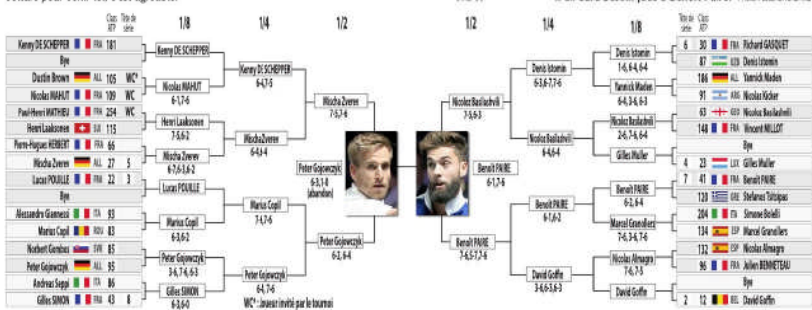 1/8
1/4
1/2
1/2
1/4
1/8
Class ATP
Tête de série
Kenny DE SCHEPPER FRA 181
Bye
Dustin Brown ALL 105 WC*
Nicolas MAHUT FRA 109 WC
Paul-Henri MATHIEU FRA 254 WC
Henri Laaksonen SUI 115
Pierre-Hugues HERBERT FRA 66
Mischa Zverev ALL 27 5
Lucas POUILLE FRA 22 3
Bye
Alessandro Giannessi ITA 93
Marius Copil ROU 83
Norbert Gombos SVK 85
Peter Gojowczyk ALL 95
Andreas Seppi ITA 86
Gilles SIMON FRA 43 8
Kenny DE SCHEPPER
Nicolas MAHUT
6-1, 7-6
Henri Laaksonen
7-5, 6-2
Mischa Zverev
6-7, 6-3, 6-2
Lucas POUILLE
Marius Copil
6-3, 6-2
Peter Gojowczyk
3-6, 7-6, 6-3
Gilles SIMON
6-3, 6-0
Kenny DE SCHEPPER
6-4, 7-5
Mischa Zverev
6-4, 6-4
Marius Copil
7-6, 7-6
Peter Gojowczyk
6-4, 7-6
Mischa Zverev
7-5, 7-6
Peter Gojowczyk
6-2, 6-4
Peter Gojowczyk
6-3, 1-0
(abandon)
WC* : Joueur invité par le tournoi
Benoît PAIRE
6-1, 7-6
Nicoloz Basilashvili
7-5, 6-3
Benoît PAIRE
7-6, 5-7, 7-6
Denis Istomin
6-3, 6-7, 7-6
Nicoloz Basilashvili
6-4, 6-4
Benoît PAIRE
6-1, 6-2
David Goffin
3-6, 6-3, 6-3
Denis Istomin
1-6, 6-4, 6-4
Yannick Maden
6-4, 3-6, 6-3
Nicoloz Basilashvili
2-6, 7-6, 6-4
Gilles Muller
Benoît PAIRE
6-2, 6-4
Marcel Granollers
7-6, 3-6, 7-6
Nicolas Almagro
7-6, 7-5
David Goffin
Tête de série
Class ATP
6 30 FRA Richard GASQUET
87 UZB Denis Istomin
186 ALL Yannick Maden
91 ARG Nicolas Kicker
63 GEO Nicoloz Basilashvili
148 FRA Vincent MILLOT
Bye
4 23 LUX Gilles Muller
7 41 FRA Benoît PAIRE
120 GRE Stefanos Tsitsipas
204 ITA Simone Bolelli
134 ESP Marcel Granollers
132 ESP Nicolas Almagro
96 FRA Julien BENNETEAU
Bye
2 12 BEL David Goffin